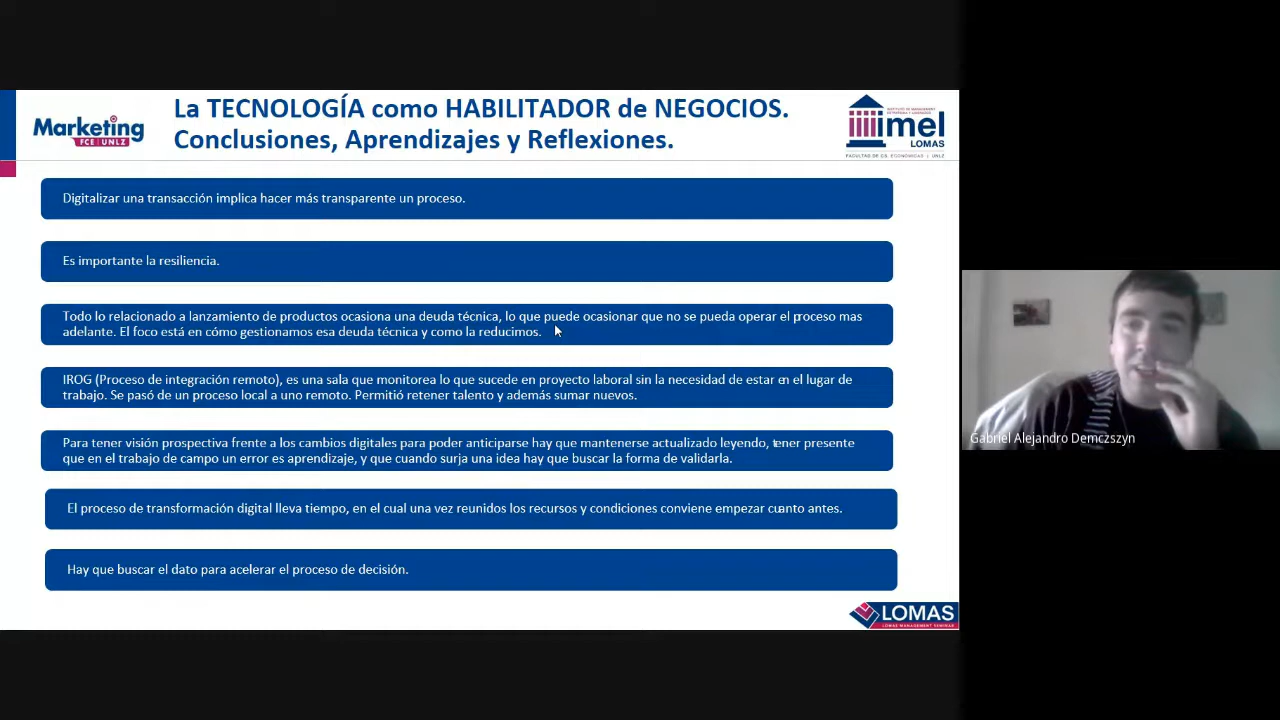 La TECNOLOGÍA como HABILITADOR de NEGOCIOS.
Conclusiones, Aprendizajes y Reflexiones.
Marketing
FCE | UNLZ
INSTITUTO DE MANAGEMENT
imel
LOMAS
FACULTAD DE CS. ECONÓMICAS | UNLZ
Digitalizar una transacción implica hacer más transparente un proceso.
Es importante la resiliencia.
Todo lo relacionado a lanzamiento de productos ocasiona una deuda técnica, lo que puede ocasionar que no se pueda operar el proceso mas
adelante. El foco está en cómo gestionamos esa deuda técnica y como la reducimos.
IROG (Proceso de integración remoto), es una sala que monitorea lo que sucede en proyecto laboral sin la necesidad de estar en el lugar de
trabajo. Se pasó de un proceso local a uno remoto. Permitió retener talento y además sumar nuevos.
Para tener visión prospectiva frente a los cambios digitales para poder anticiparse hay que mantenerse actualizado leyendo, tener presente
que en el trabajo de campo un error es aprendizaje, y que cuando surja una idea hay que buscar la forma de validarla.
El proceso de transformación digital lleva tiempo, en el cual una vez reunidos los recursos y condiciones conviene empezar cuanto antes.
Hay que buscar el dato para acelerar el proceso de decisión.
LOMAS
LOMAS MANAGEMENT SEMINAR
Gabriel Alejandro Demczszyn